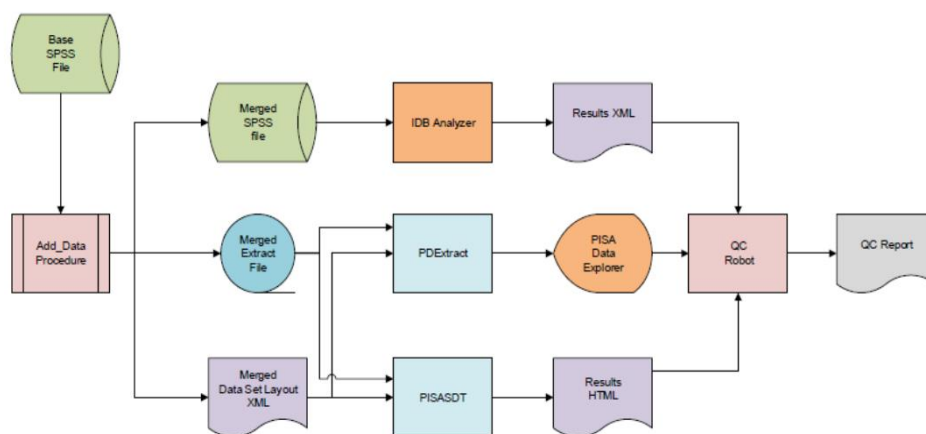 Base
SPSS
File
Merged
SPSS
file
IDB Analyzer
Results XML
Add_Data
Procedure
Merged
Extract
File
PDExtract
PISA
Data
Explorer
QC
Robot
QC Report
Merged
Data Set Layout
XML
PISASDT
Results
HTML